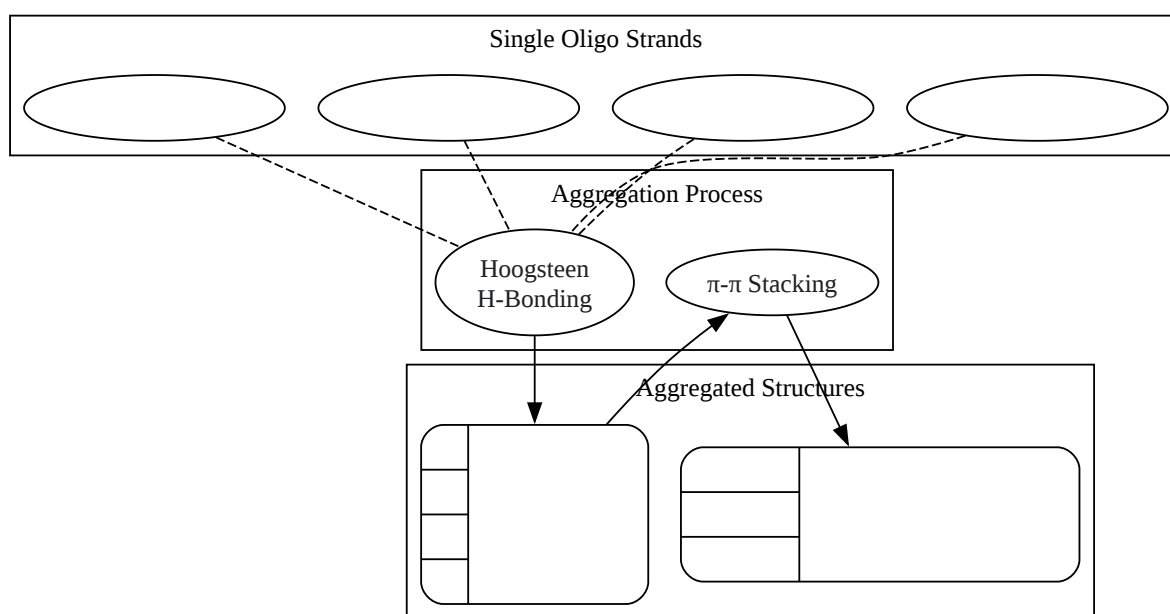 Single Oligo Strands
Aggregation Process
Hoogsteen
H-Bonding
π-π Stacking
Aggregated Structures